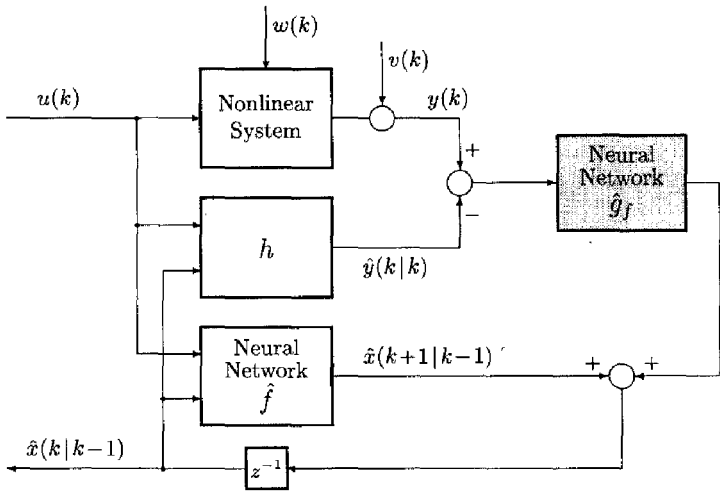 w(k)
v(k)
u(k)
Nonlinear
System
y(k)
+
Neural
Network
ĝ_f
−
h
ŷ(k|k)
Neural
Network
f̂
x̂(k+1|k−1)
+
+
x̂(k|k−1)
z⁻¹